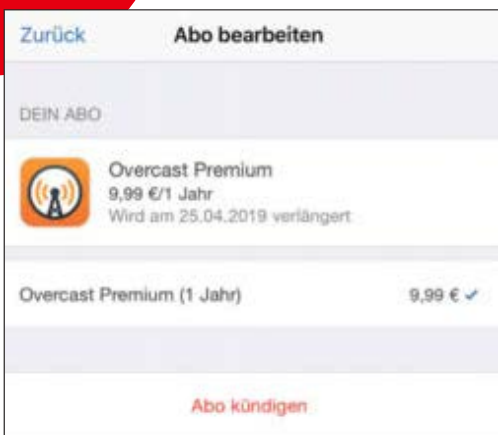 Zurück Abo bearbeiten
DEIN ABO
Overcast Premium
9,99 €/1 Jahr
Wird am 25.04.2019 verlängert
Overcast Premium (1 Jahr) 9,99 €
Abo kündigen